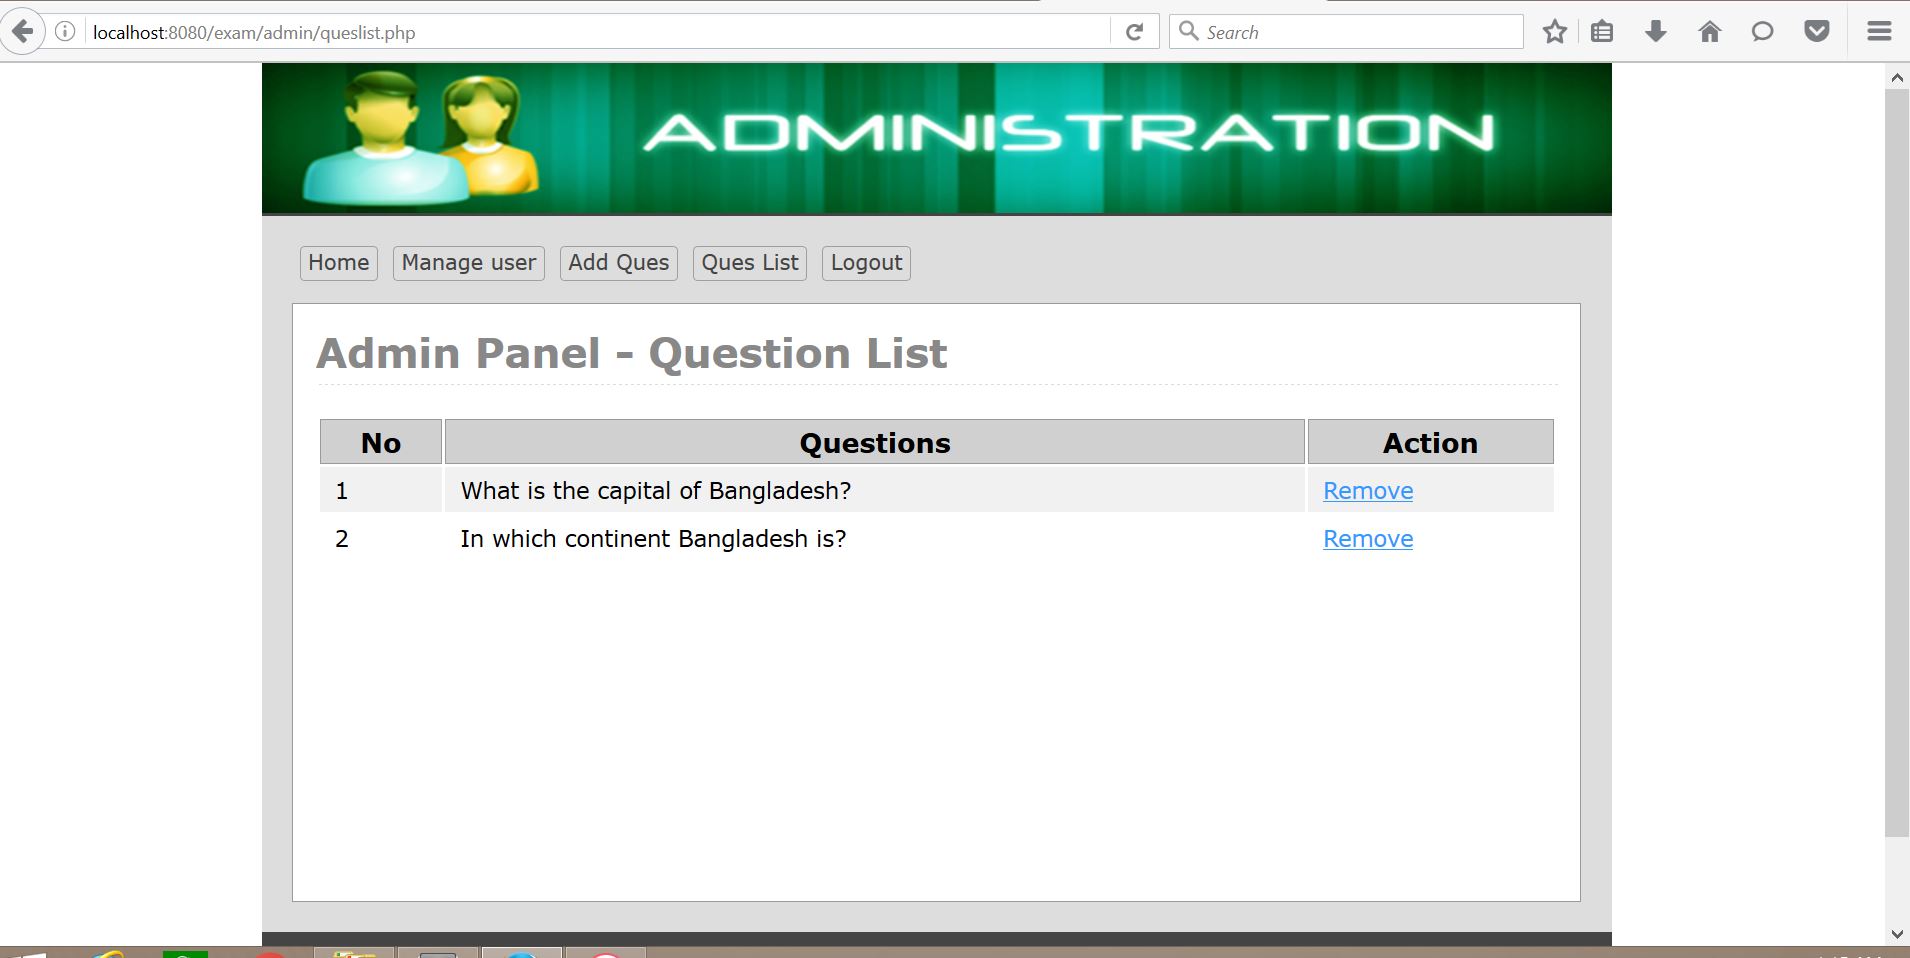 localhost:8080/exam/admin/queslist.php Search
ADMINISTRATION
Home Manage user Add Ques Ques List Logout
Admin Panel - Question List
No Questions Action
1 What is the capital of Bangladesh? Remove
2 In which continent Bangladesh is? Remove